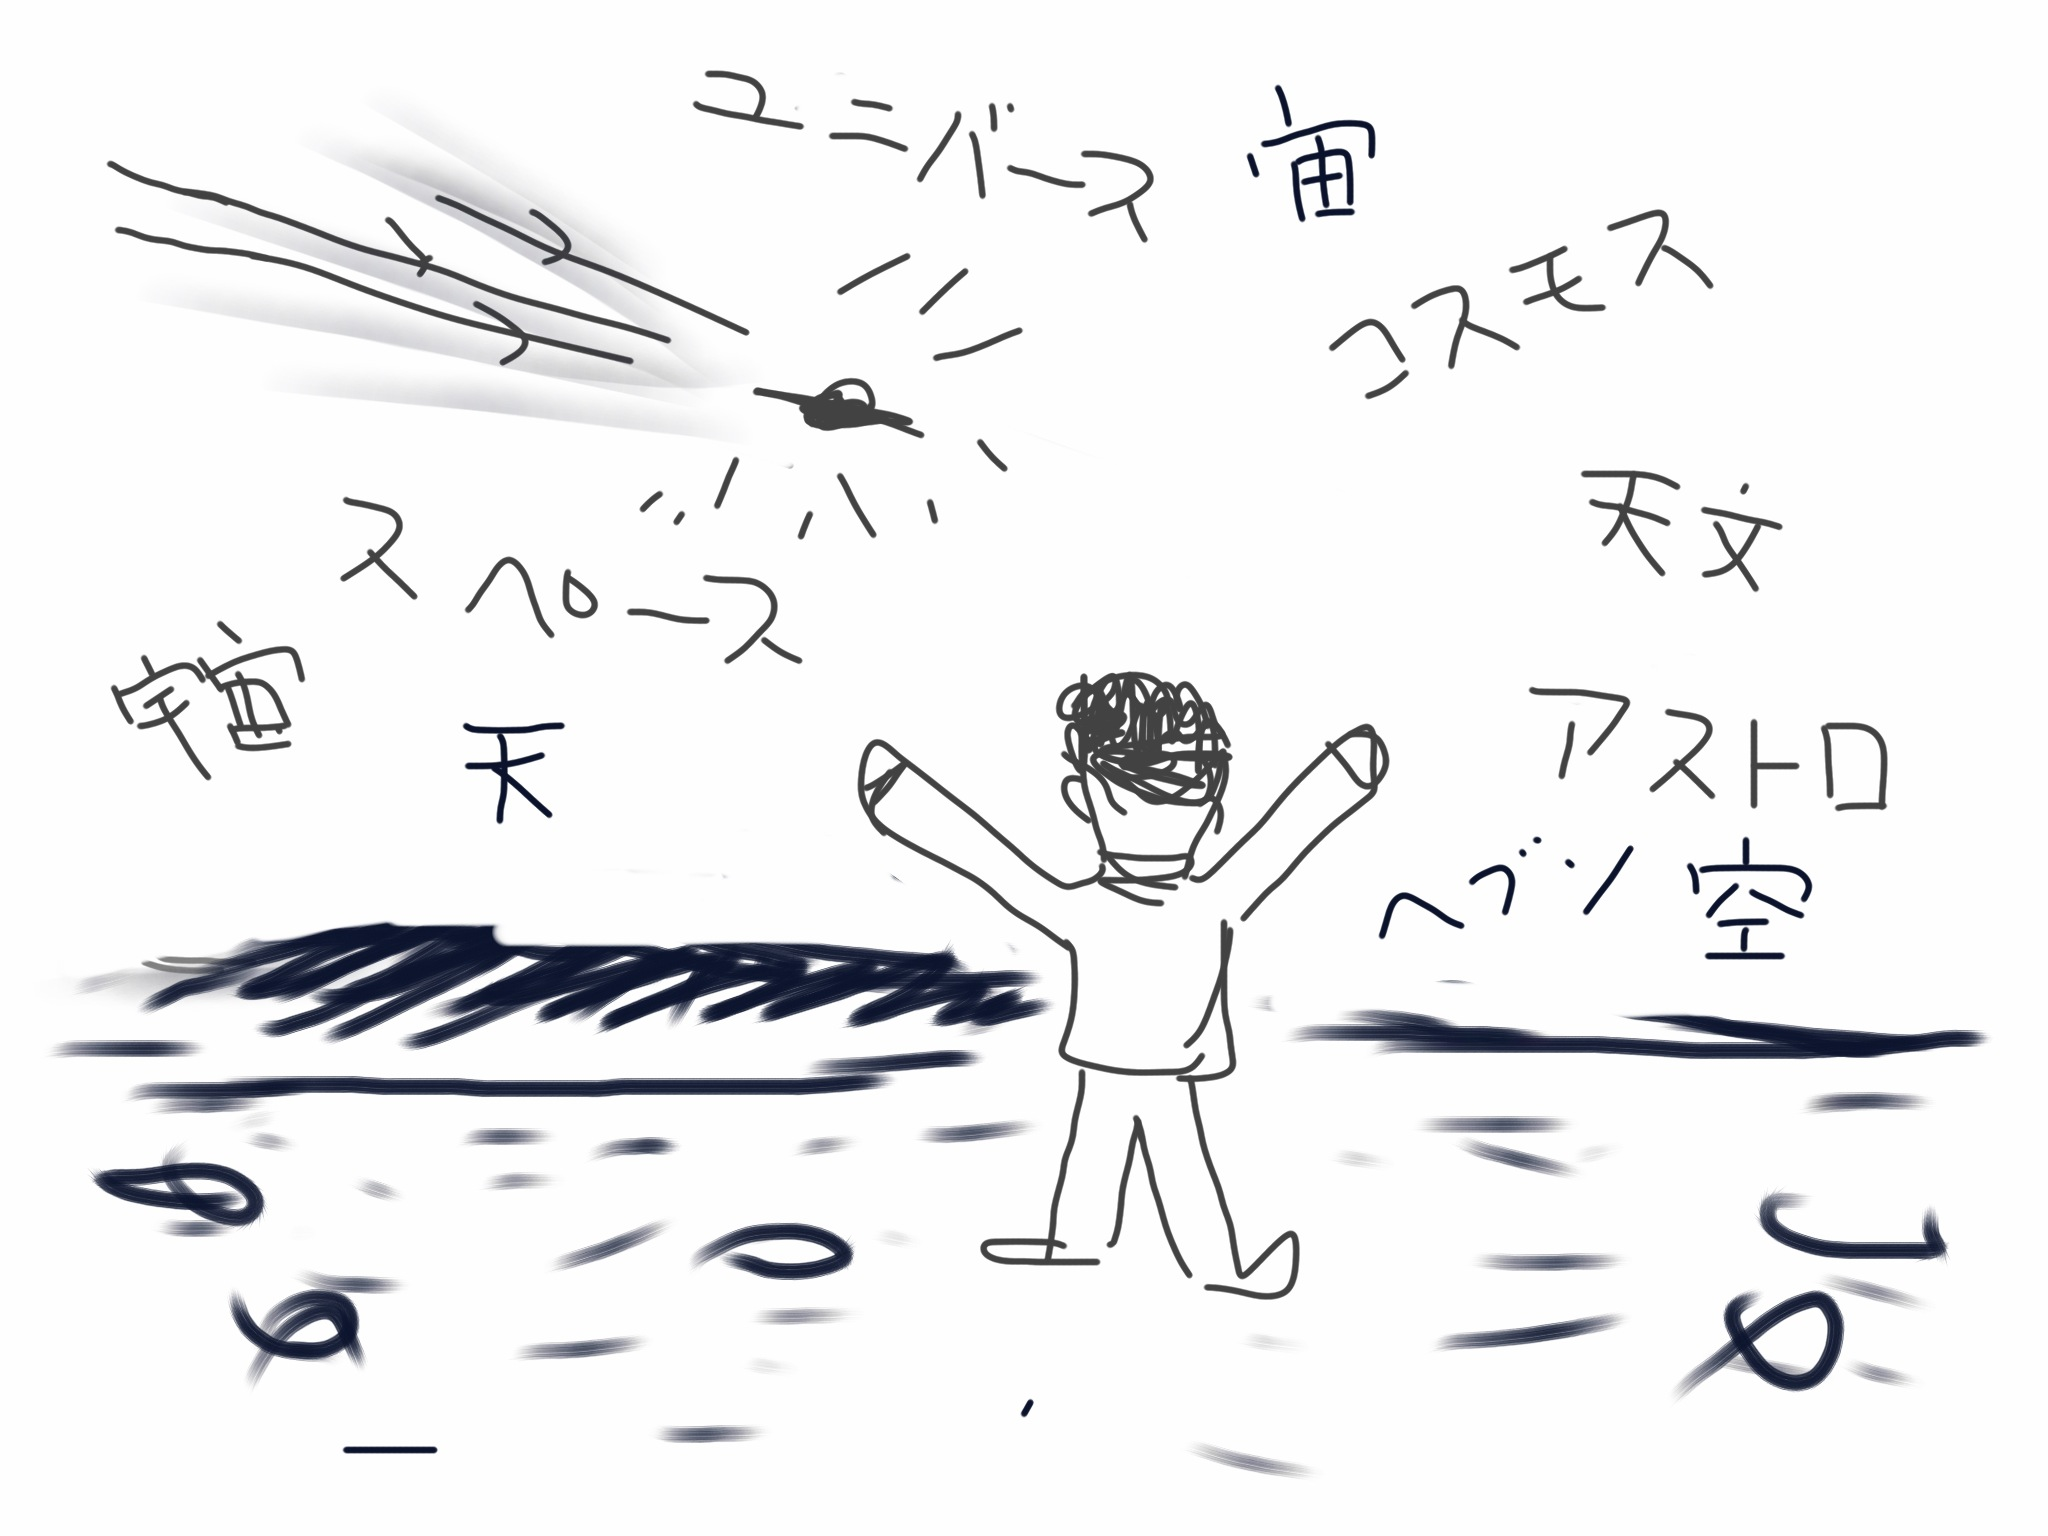 ユニバース
宙
コスモス
天文
スペース
宇宙
天
アストロ
ヘブン
空